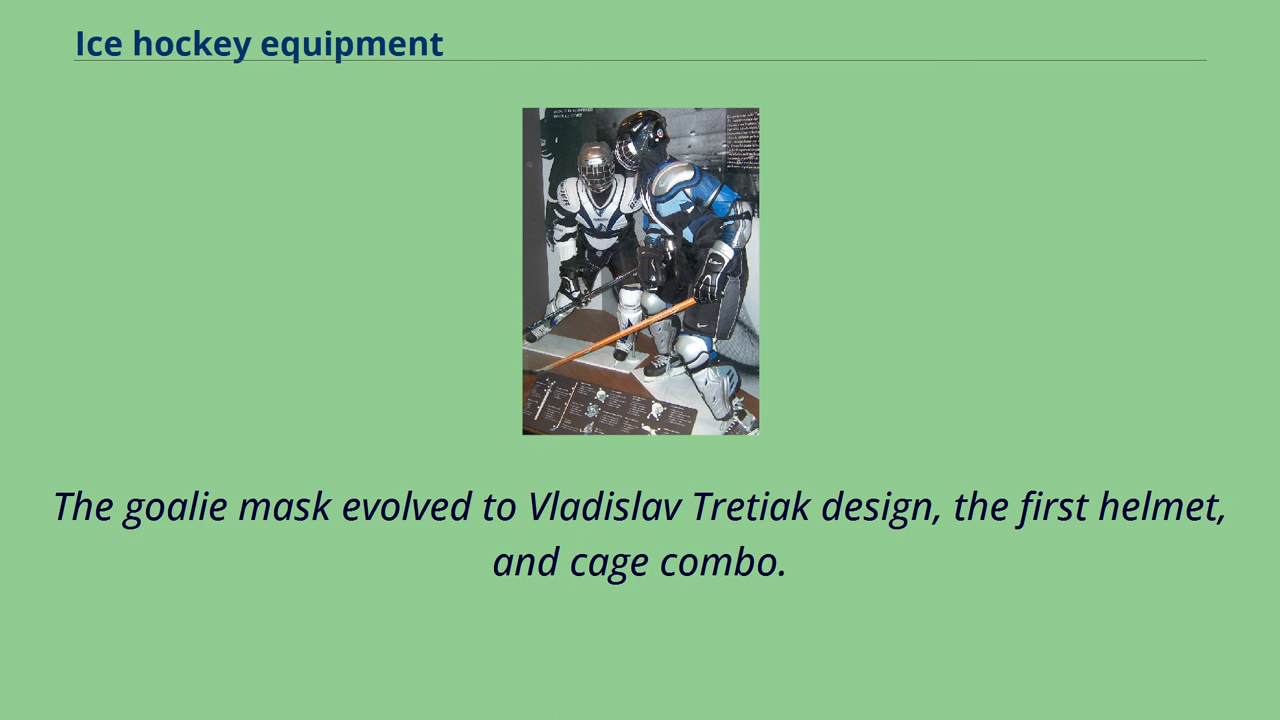 Ice hockey equipment
The goalie mask evolved to Vladislav Tretiak design, the first helmet,
and cage combo.